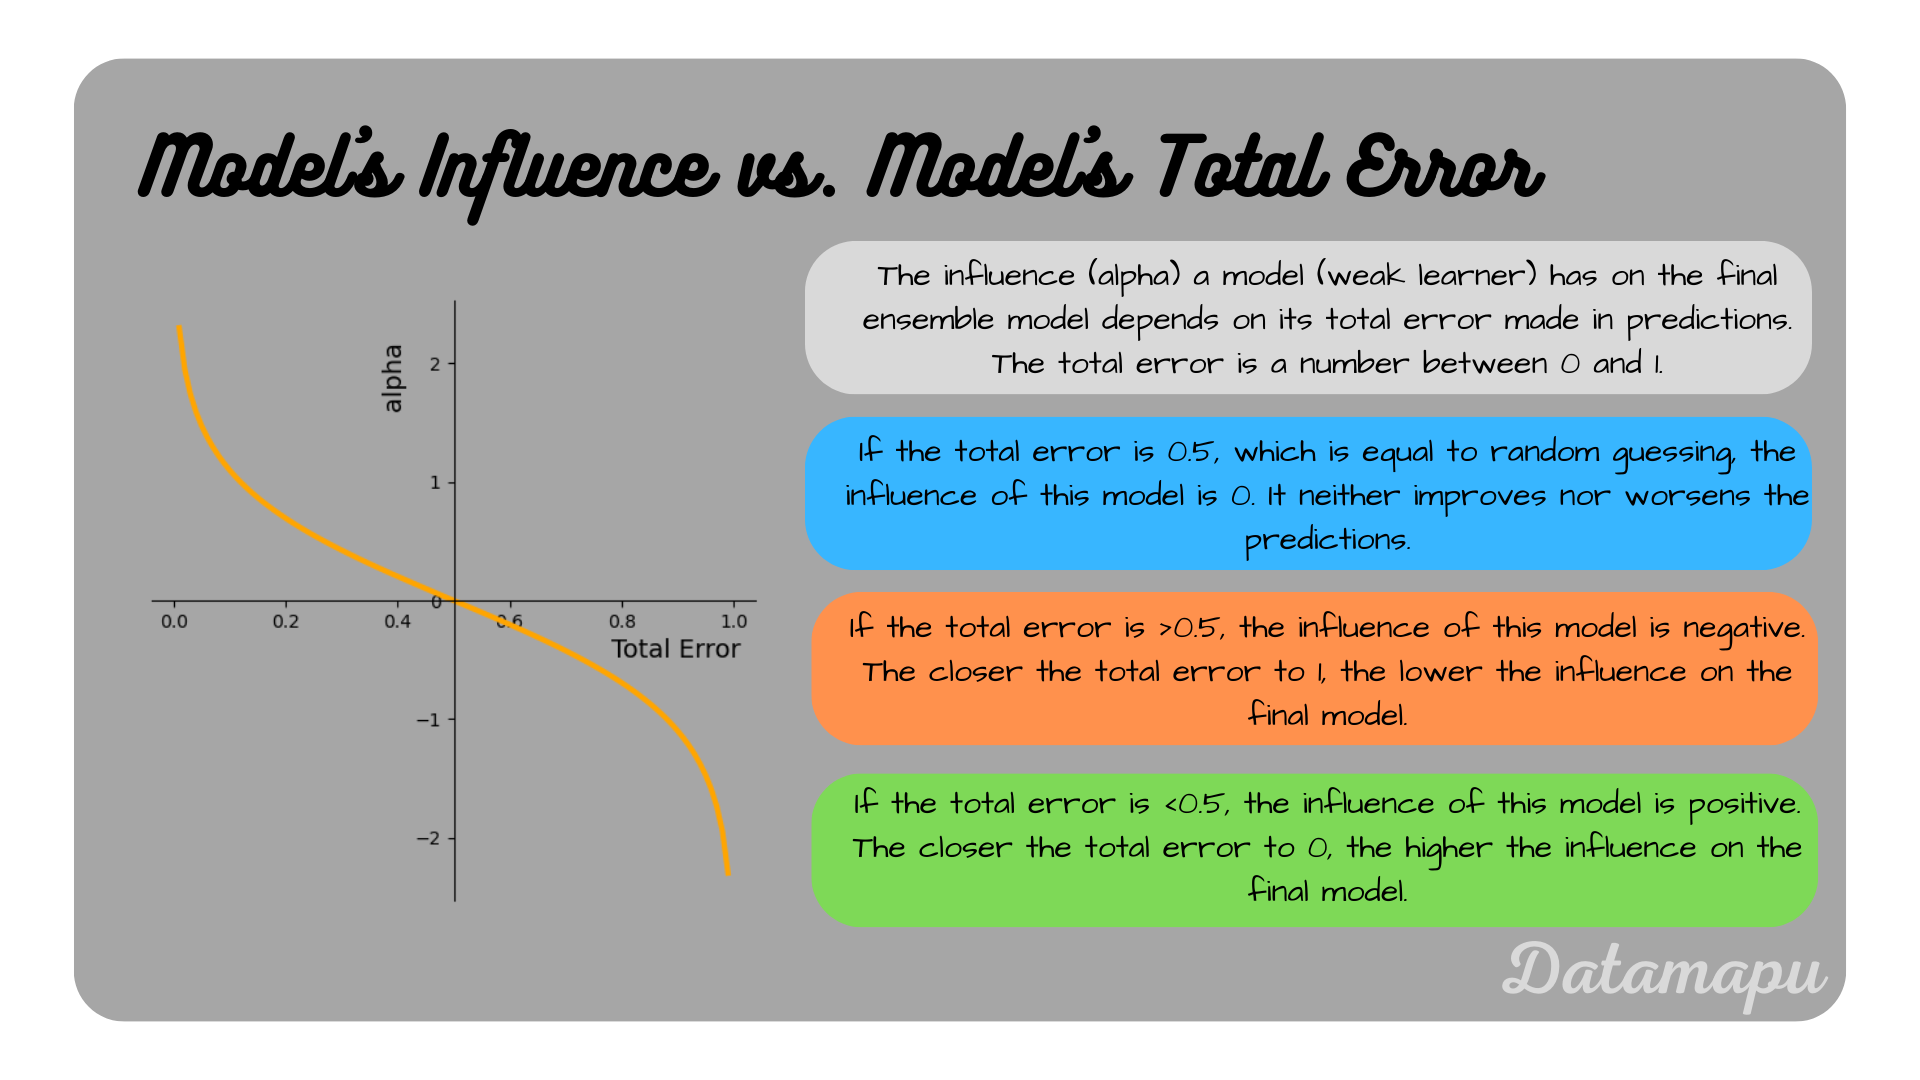 Model's Influence vs. Model's Total Error
The influence (alpha) a model (weak learner) has on the final
ensemble model depends on its total error made in predictions.
The total error is a number between 0 and 1.
If the total error is 0.5, which is equal to random guessing, the
influence of this model is 0. It neither improves nor worsens the
predictions.
If the total error is >0.5, the influence of this model is negative.
The closer the total error to 1, the lower the influence on the
final model.
If the total error is <0.5, the influence of this model is positive.
The closer the total error to 0, the higher the influence on the
final model.
alpha
2
1
0
−1
−2
0.0 0.2 0.4 0.6 0.8 1.0
Total Error
Datamapu